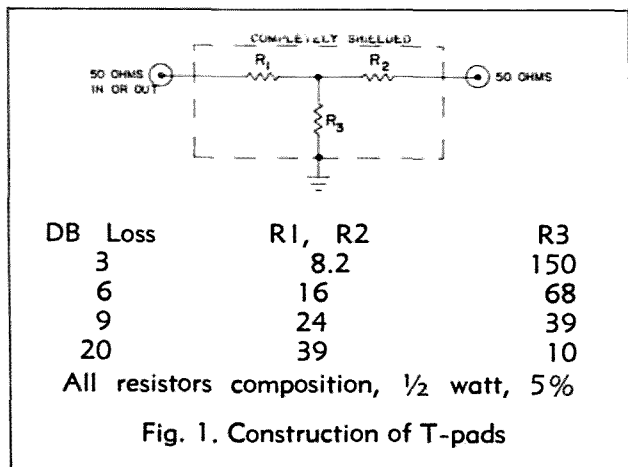 COMPLETELY SHIELDED
R1 R2
50 OHMS IN OR OUT
50 OHMS
R3
DB Loss R1, R2 R3
3 8.2 150
6 16 68
9 24 39
20 39 10
All resistors composition, ½ watt, 5%
Fig. 1. Construction of T-pads